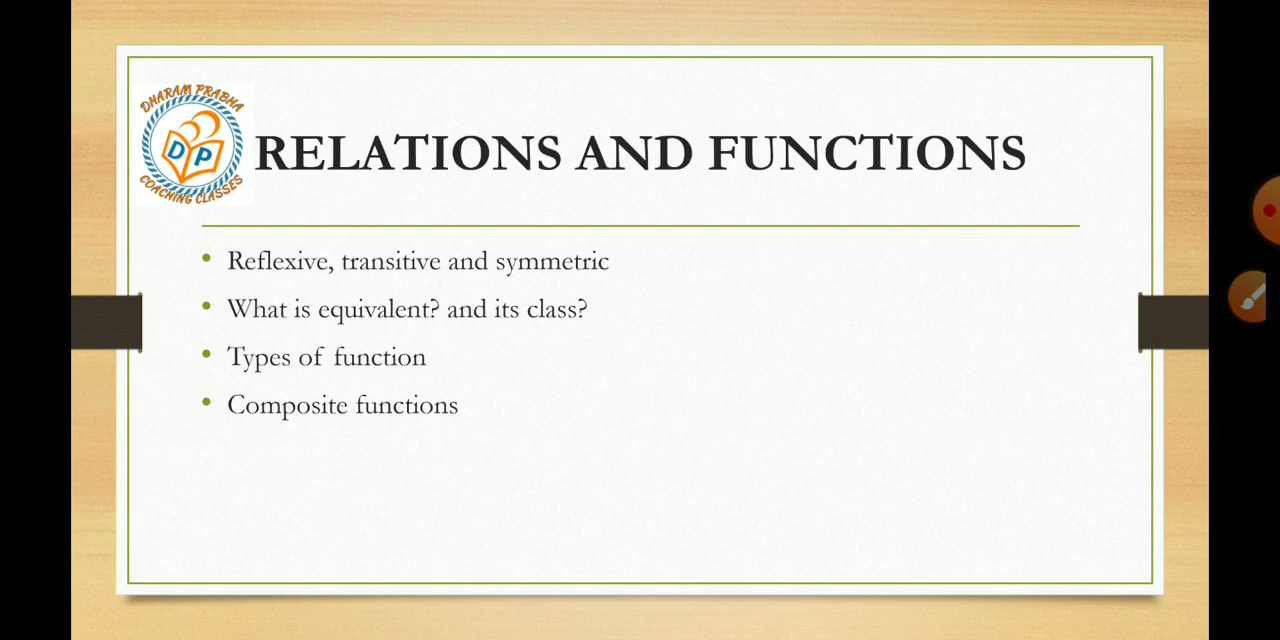 DHARAM PRABHA
DP
COACHING CLASSES
RELATIONS AND FUNCTIONS
• Reflexive, transitive and symmetric
• What is equivalent? and its class?
• Types of function
• Composite functions